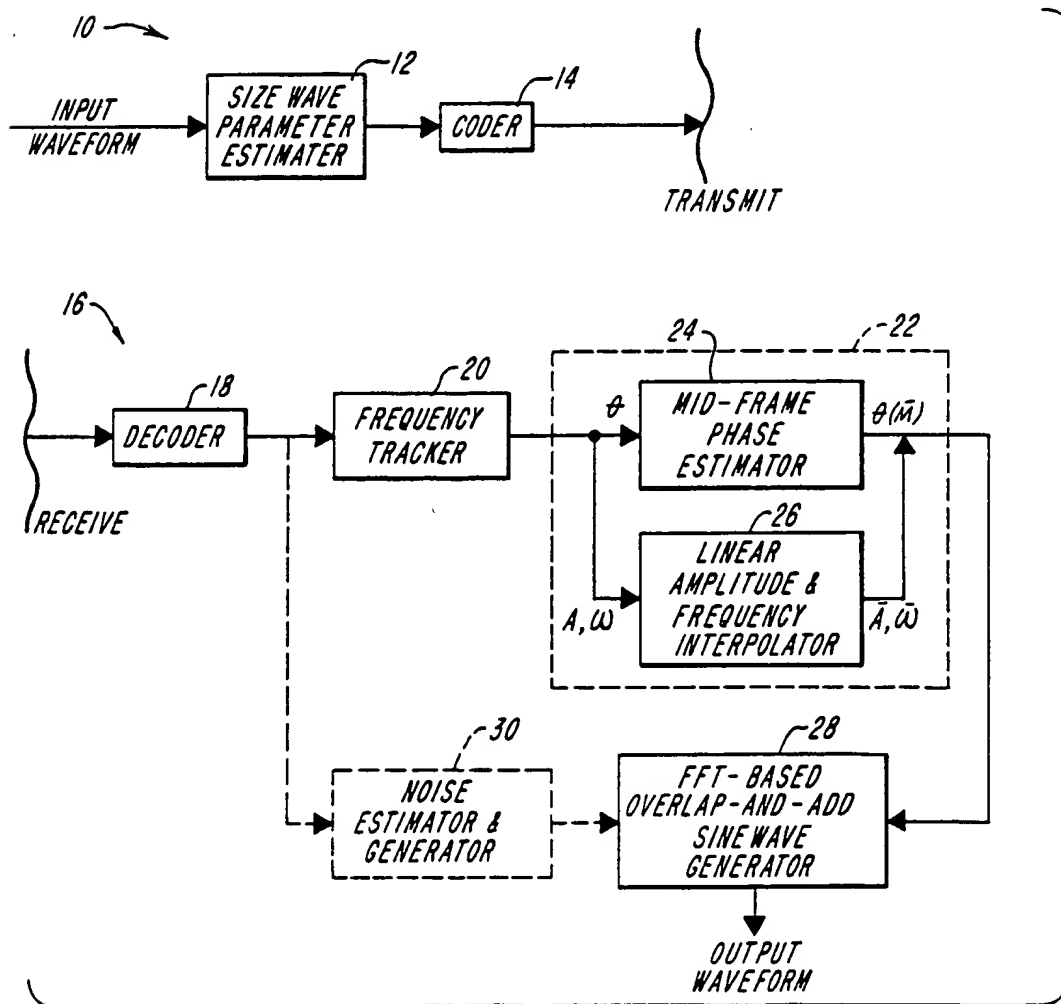 10
12
14
INPUT
WAVEFORM
SIZE WAVE
PARAMETER
ESTIMATER
CODER
TRANSMIT
16
18
20
24
22
DECODER
FREQUENCY
TRACKER
θ
MID-FRAME
PHASE
ESTIMATOR
θ(M̄)
RECEIVE
26
LINEAR
AMPLITUDE &
FREQUENCY
INTERPOLATOR
A, ω
Ā, ω̄
30
28
NOISE
ESTIMATOR &
GENERATOR
FFT-BASED
OVERLAP-AND-ADD
SINEWAVE
GENERATOR
OUTPUT
WAVEFORM